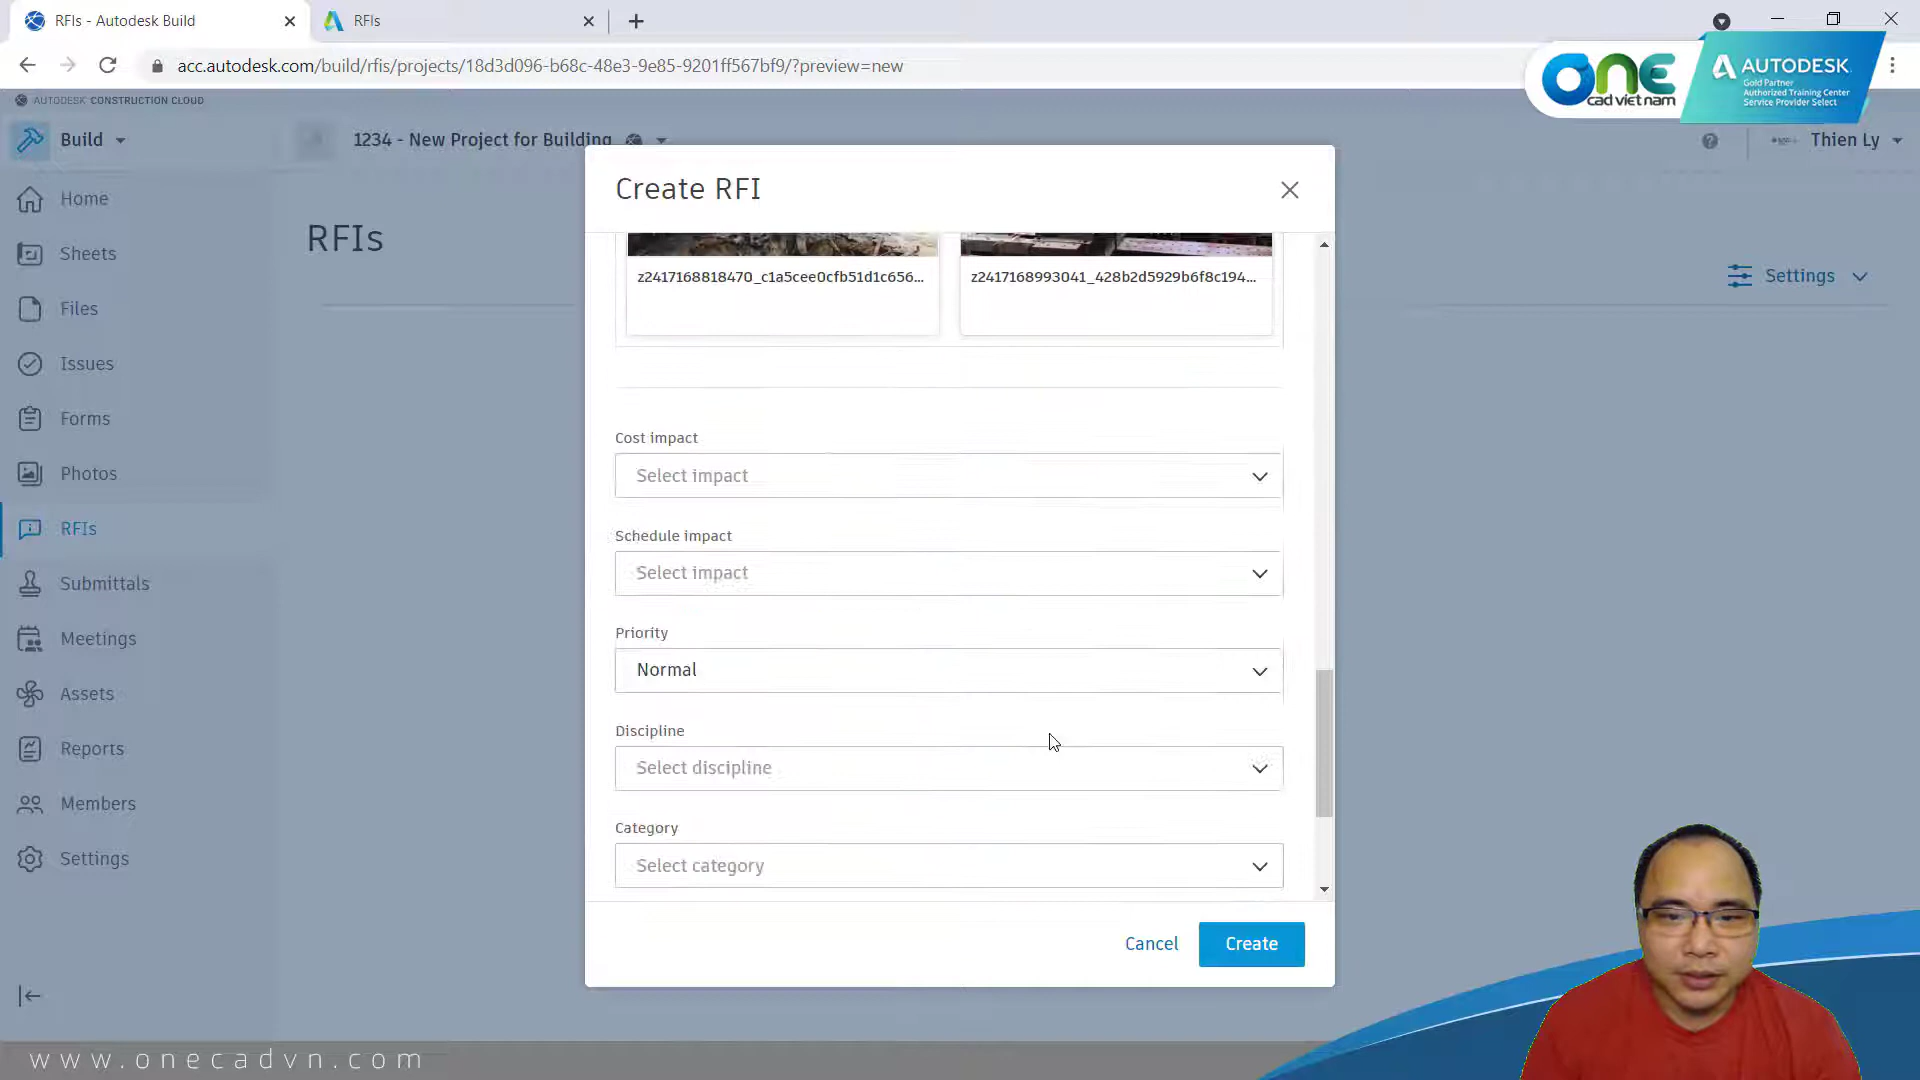 RFIs - Autodesk Build
RFIs
acc.autodesk.com/build/rfis/projects/18d3d096-b68c-48e3-9e85-9201ff567bf9/?preview=new
ONE
cad việt nam
AUTODESK
Gold Partner
Authorized Training Center
Service Provider Select
AUTODESK CONSTRUCTION CLOUD
Build
1234 - New Project for Building
Thien Ly
Home
Sheets
Files
Issues
Forms
Photos
RFIs
Submittals
Meetings
Assets
Reports
Members
Settings
RFIs
Settings
Create RFI
z2417168818470_c1a5cee0cfb51d1c656...
z2417168993041_428b2d5929b6f8c194...
Cost impact
Select impact
Schedule impact
Select impact
Priority
Normal
Discipline
Select discipline
Category
Select category
Cancel
Create
www.onecadvn.com